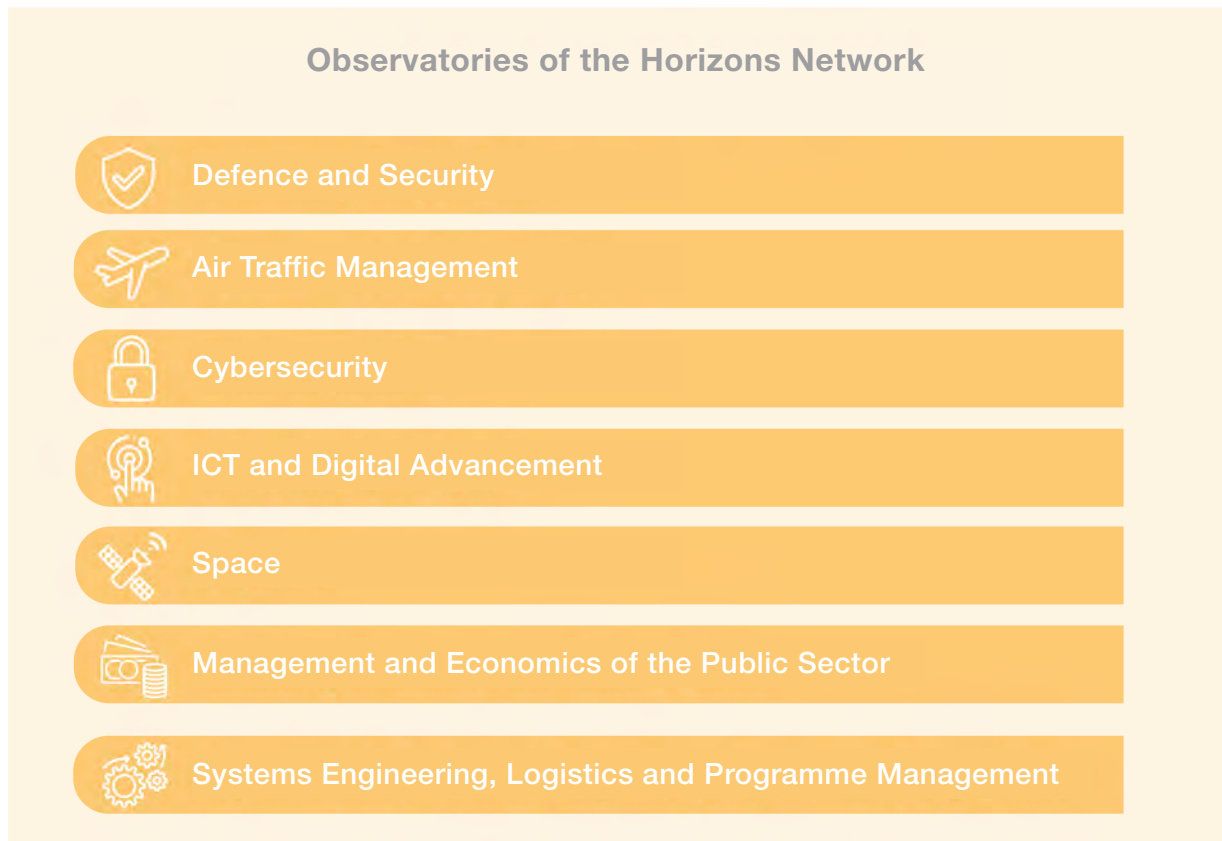 Observatories of the Horizons Network
Defence and Security
Air Traffic Management
Cybersecurity
ICT and Digital Advancement
Space
Management and Economics of the Public Sector
Systems Engineering, Logistics and Programme Management